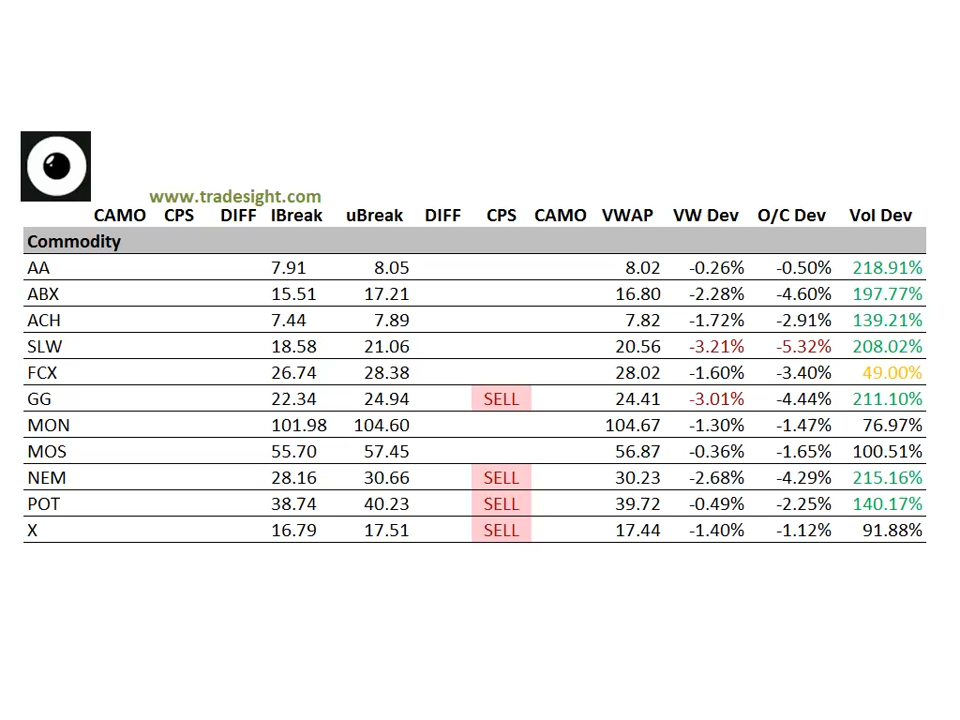 www.tradesight.com
CAMO CPS DIFF lBreak uBreak DIFF CPS CAMO VWAP VW Dev O/C Dev Vol Dev
Commodity
AA 7.91 8.05 8.02 -0.26% -0.50% 218.91%
ABX 15.51 17.21 16.80 -2.28% -4.60% 197.77%
ACH 7.44 7.89 7.82 -1.72% -2.91% 139.21%
SLW 18.58 21.06 20.56 -3.21% -5.32% 208.02%
FCX 26.74 28.38 28.02 -1.60% -3.40% 49.00%
GG 22.34 24.94 SELL 24.41 -3.01% -4.44% 211.10%
MON 101.98 104.60 104.67 -1.30% -1.47% 76.97%
MOS 55.70 57.45 56.87 -0.36% -1.65% 100.51%
NEM 28.16 30.66 SELL 30.23 -2.68% -4.29% 215.16%
POT 38.74 40.23 SELL 39.72 -0.49% -2.25% 140.17%
X 16.79 17.51 SELL 17.44 -1.40% -1.12% 91.88%